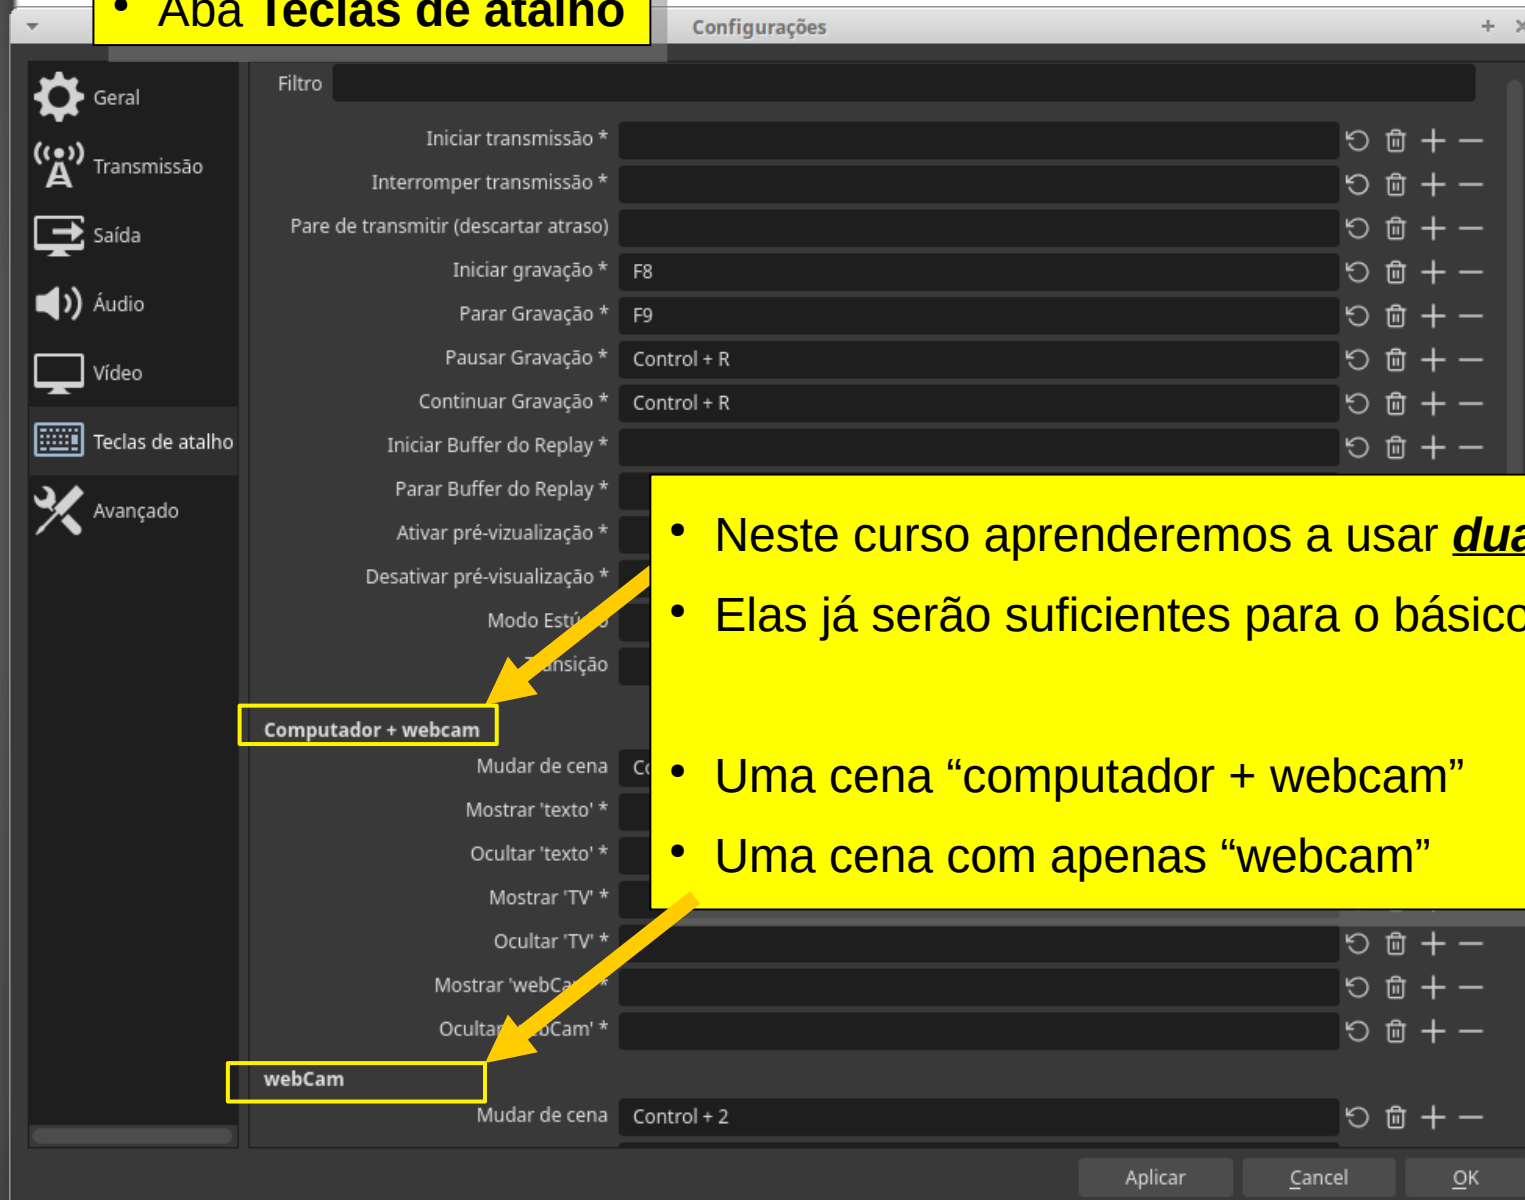 • Aba Teclas de atalho
Configurações
Geral
Transmissão
Saída
Áudio
Vídeo
Teclas de atalho
Avançado
Filtro
Iniciar transmissão *
Interromper transmissão *
Pare de transmitir (descartar atraso)
Iniciar gravação * F8
Parar Gravação * F9
Pausar Gravação * Control + R
Continuar Gravação * Control + R
Iniciar Buffer do Replay *
Parar Buffer do Replay *
Ativar pré-vizualização *
Desativar pré-visualização *
Modo
Computador + webcam
Mudar de cena
Mostrar 'texto' *
Ocultar 'texto' *
Mostrar 'TV' *
Ocultar 'TV' *
Mostrar
webCam
Mudar de cena Control + 2
• Neste curso aprenderemos a usar
• Elas já serão suficientes para o básico
• Uma cena “computador + webcam”
• Uma cena com apenas “webcam”
Aplicar
Cancel
OK